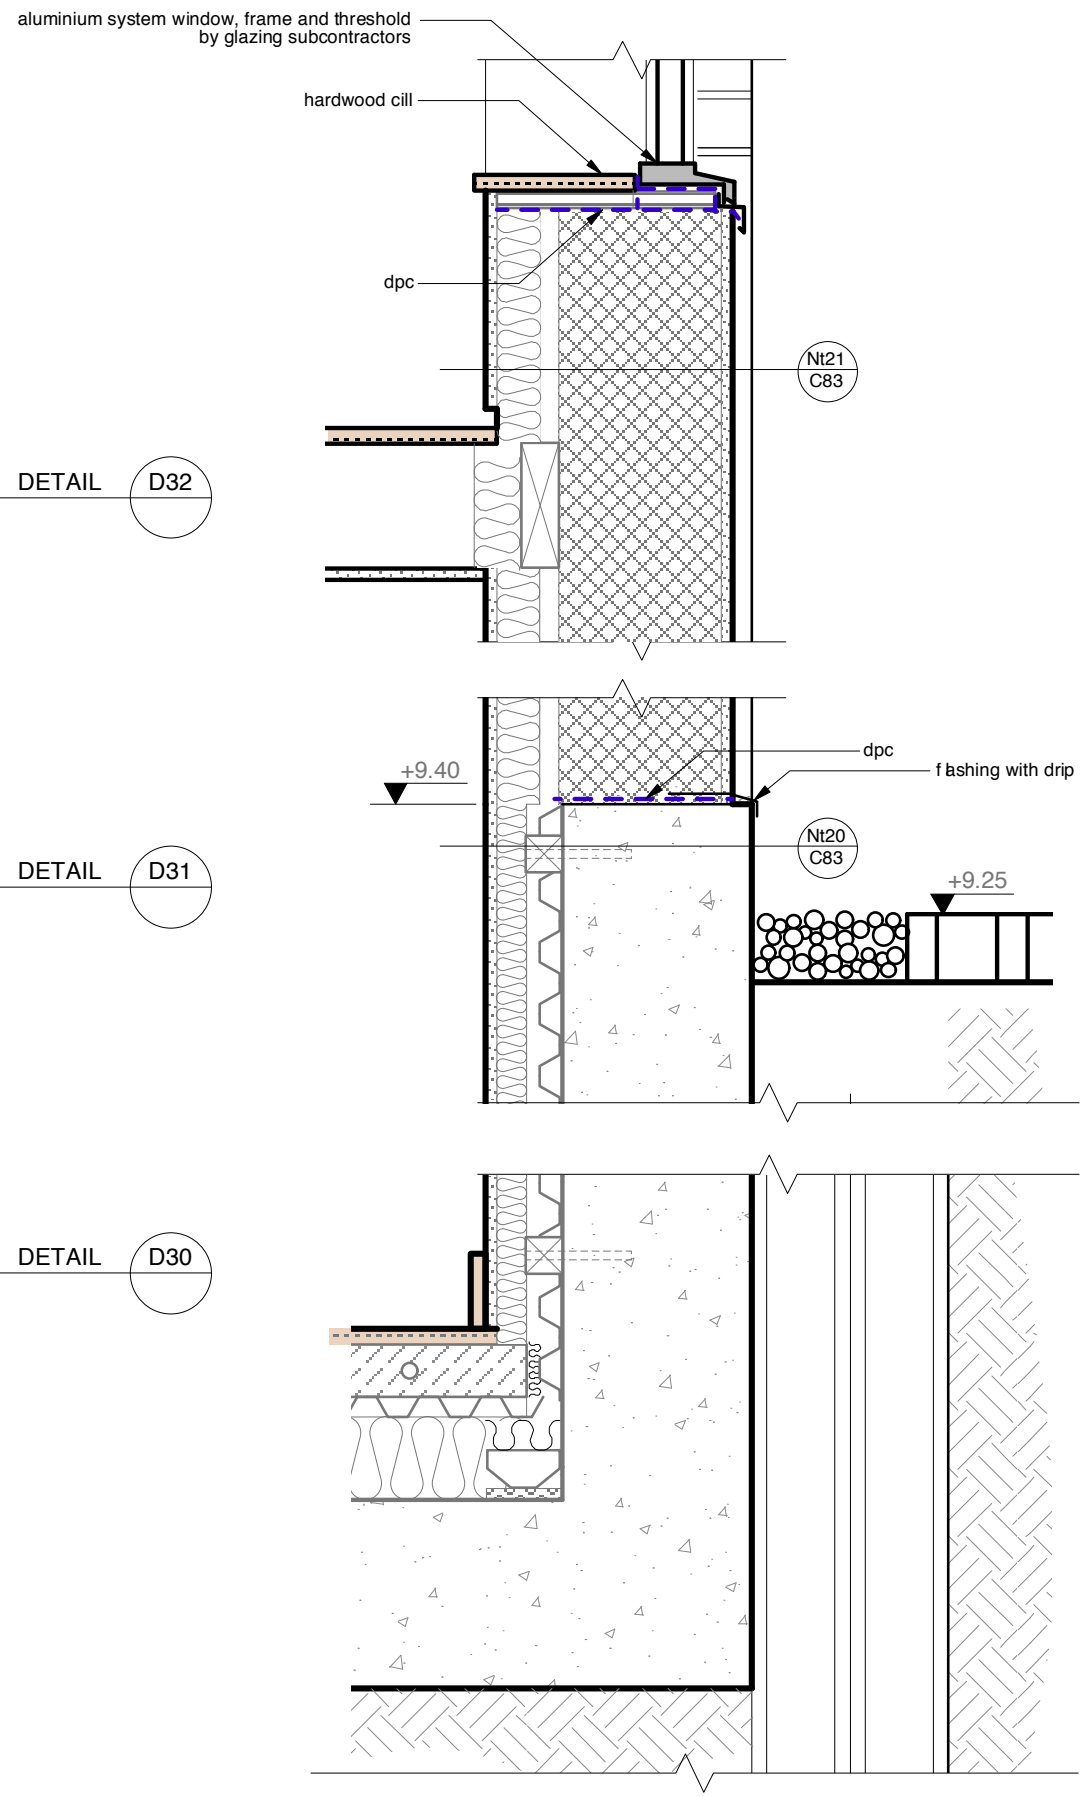 aluminium system window, frame and threshold
by glazing subcontractors
hardwood cill
dpc
Nt21
C83
DETAIL D32
dpc
flashing with drip
+9.40
Nt20
C83
DETAIL D31
+9.25
DETAIL D30